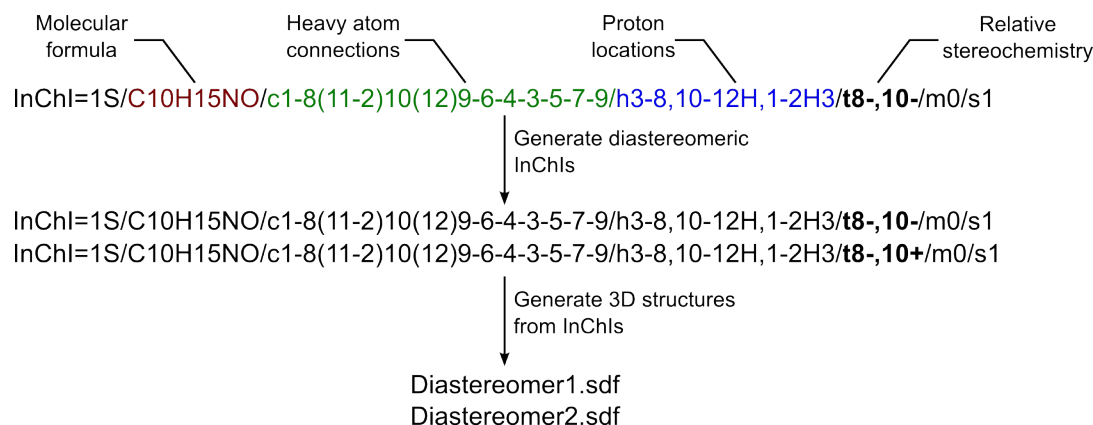 Molecular
formula
Heavy atom
connections
Proton
locations
Relative
stereochemistry
InChI=1S/C10H15NO/c1-8(11-2)10(12)9-6-4-3-5-7-9/h3-8,10-12H,1-2H3/t8-,10-/m0/s1
Generate diastereomeric
InChIs
InChI=1S/C10H15NO/c1-8(11-2)10(12)9-6-4-3-5-7-9/h3-8,10-12H,1-2H3/t8-,10-/m0/s1
InChI=1S/C10H15NO/c1-8(11-2)10(12)9-6-4-3-5-7-9/h3-8,10-12H,1-2H3/t8-,10+/m0/s1
Generate 3D structures
from InChIs
Diastereomer1.sdf
Diastereomer2.sdf